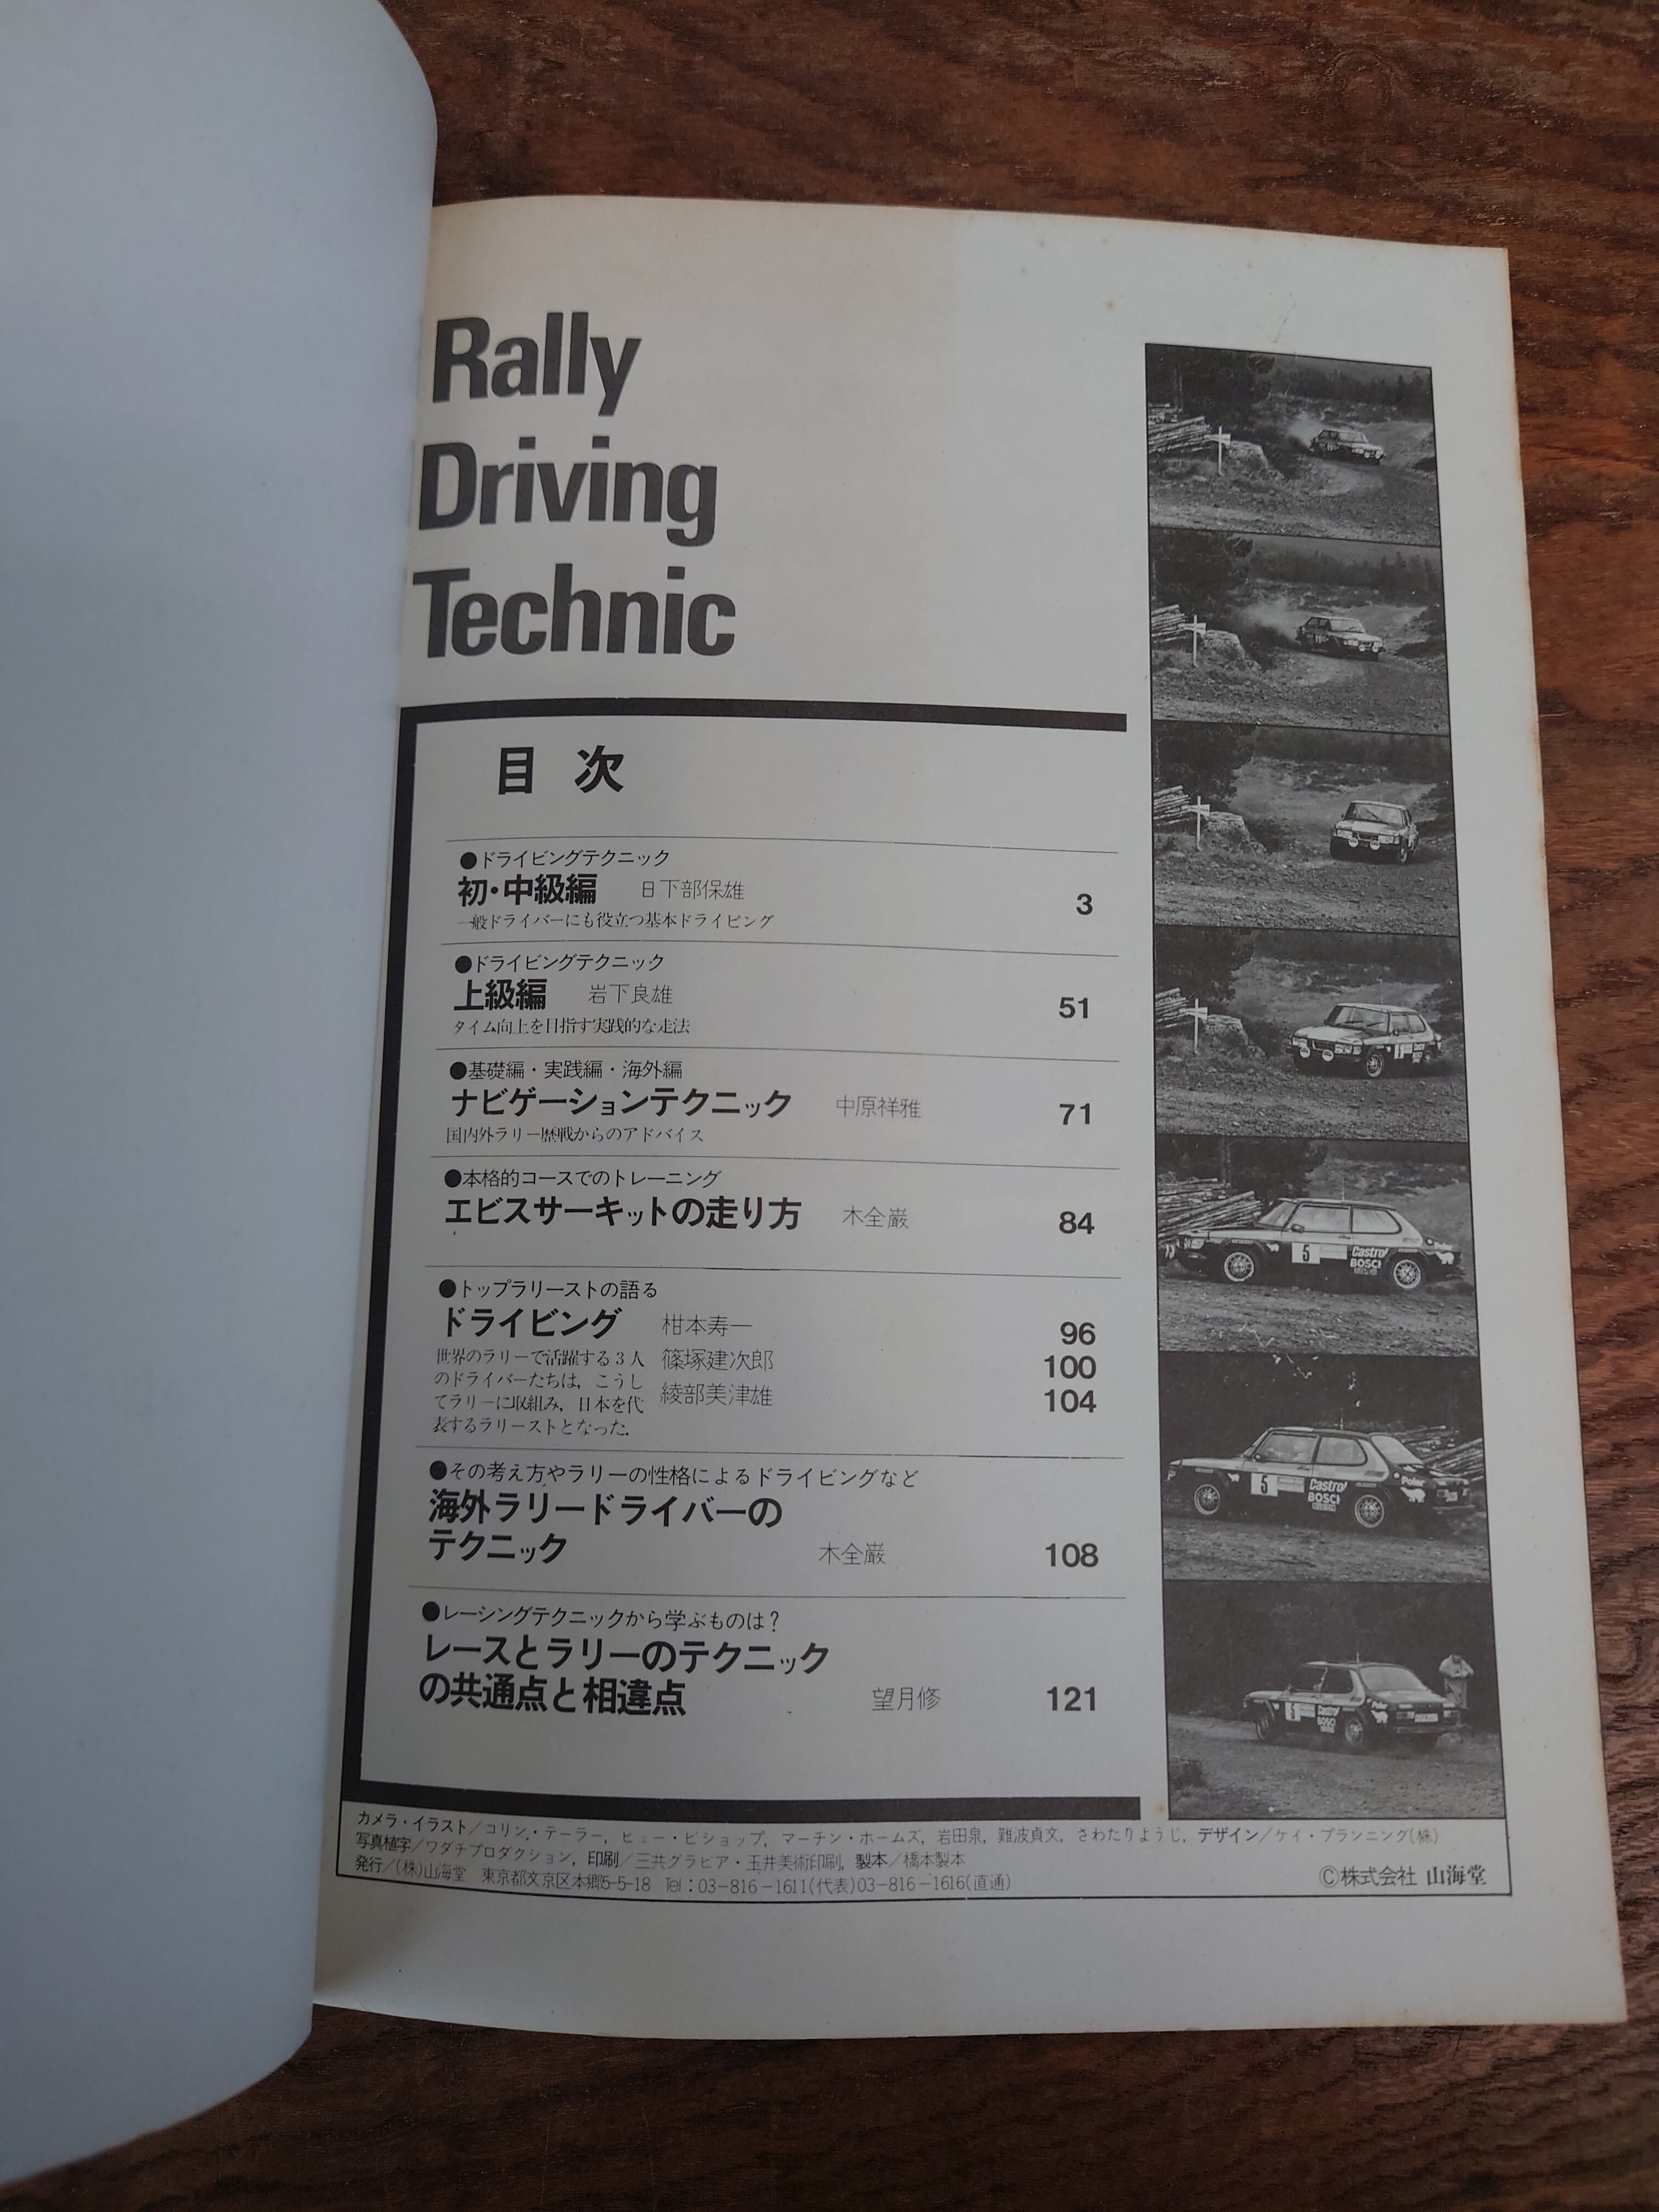 Rally
Driving
Technic
目次
●ドライビングテクニック
初・中級編 日下部保雄 3
一般ドライバーにも役立つ基本ドライビング
●ドライビングテクニック
上級編 岩下良雄 51
タイム向上を目指す実践的な走法
●基礎編・実践編・海外編
ナビゲーションテクニック 中原祥雅 71
国内外ラリー歴戦からのアドバイス
●本格的コースでのトレーニング
エビスサーキットの走り方 木全巌 84
●トップラリーストの語る
ドライビング 柑本寿一 96
世界のラリーで活躍する3人 篠塚建次郎 100
のドライバーたちは,こうし
てラリーに取組み,日本を代 綾部美津雄 104
表するラリーストとなった.
●その考え方やラリーの性格によるドライビングなど
海外ラリードライバーの
テクニック 木全巌 108
●レーシングテクニックから学ぶものは?
レースとラリーのテクニック
の共通点と相違点 望月修 121
カメラ・イラスト/コリン・テーラー,ヒュー・ビショップ,マーチン・ホームズ,岩田泉,難波貞文,さわたりようじ,デザイン/ケイ・プランニング(株)
写真植字/ワダチプロダクション,印刷/三共グラビア・玉井美術印刷,製本/橋本製本
発行/(株)山海堂 東京都文京区本郷5-5-18 Tel:03-816-1611(代表)03-816-1616(直通)
©株式会社 山海堂
5 Castrol
BOSCH
Polar
5 Castrol
BOSCH
Polar
5 Castrol
BOSCH